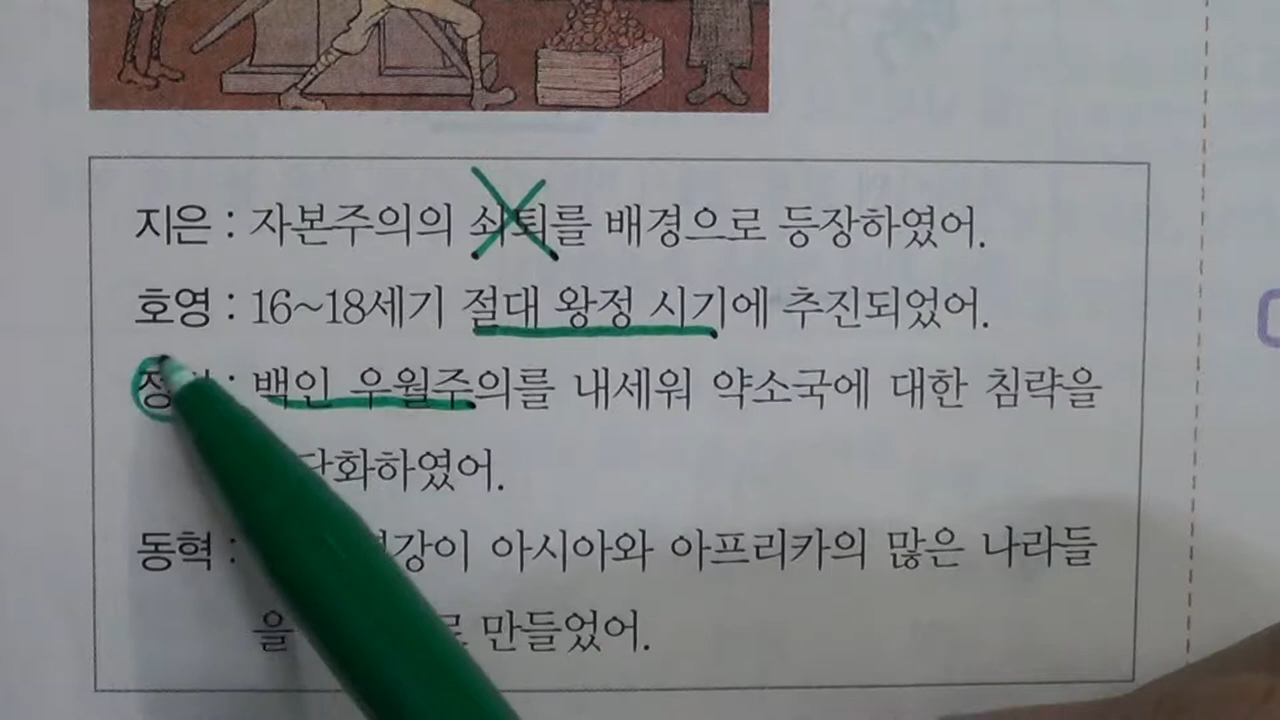 지은 : 자본주의의 쇠퇴를 배경으로 등장하였어.
호영 : 16~18세기 절대 왕정 시기에 추진되었어.
: 백인 우월주의를 내세워 약소국에 대한 침략을
하였어.
동혁 : 아시아와 아프리카의 많은 나라들
을 만들었어.